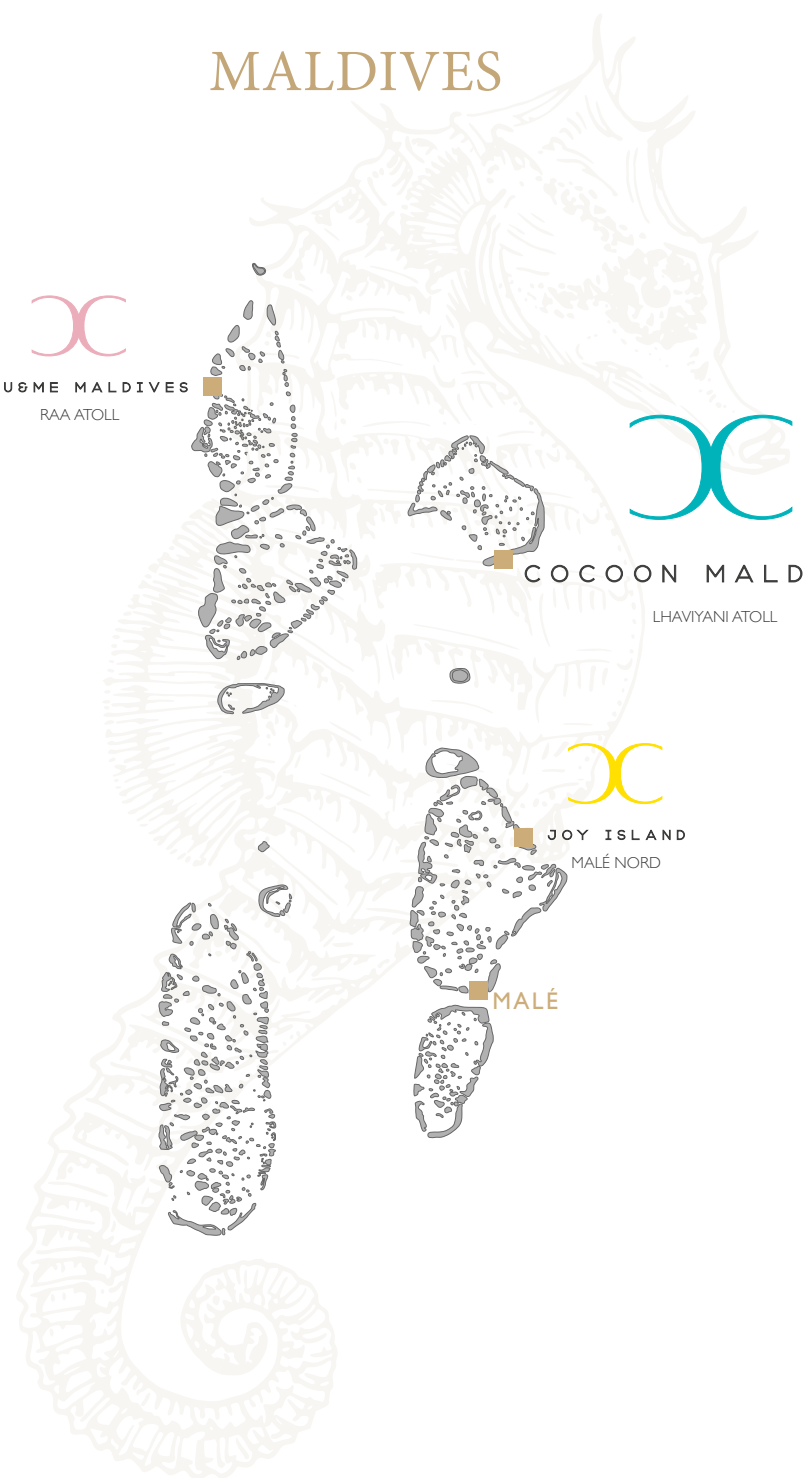 MALDIVES
U&ME MALDIVES
RAA ATOLL
COCOON MALD
LHAVIYANI ATOLL
JOY ISLAND
MALÉ NORD
MALÉ